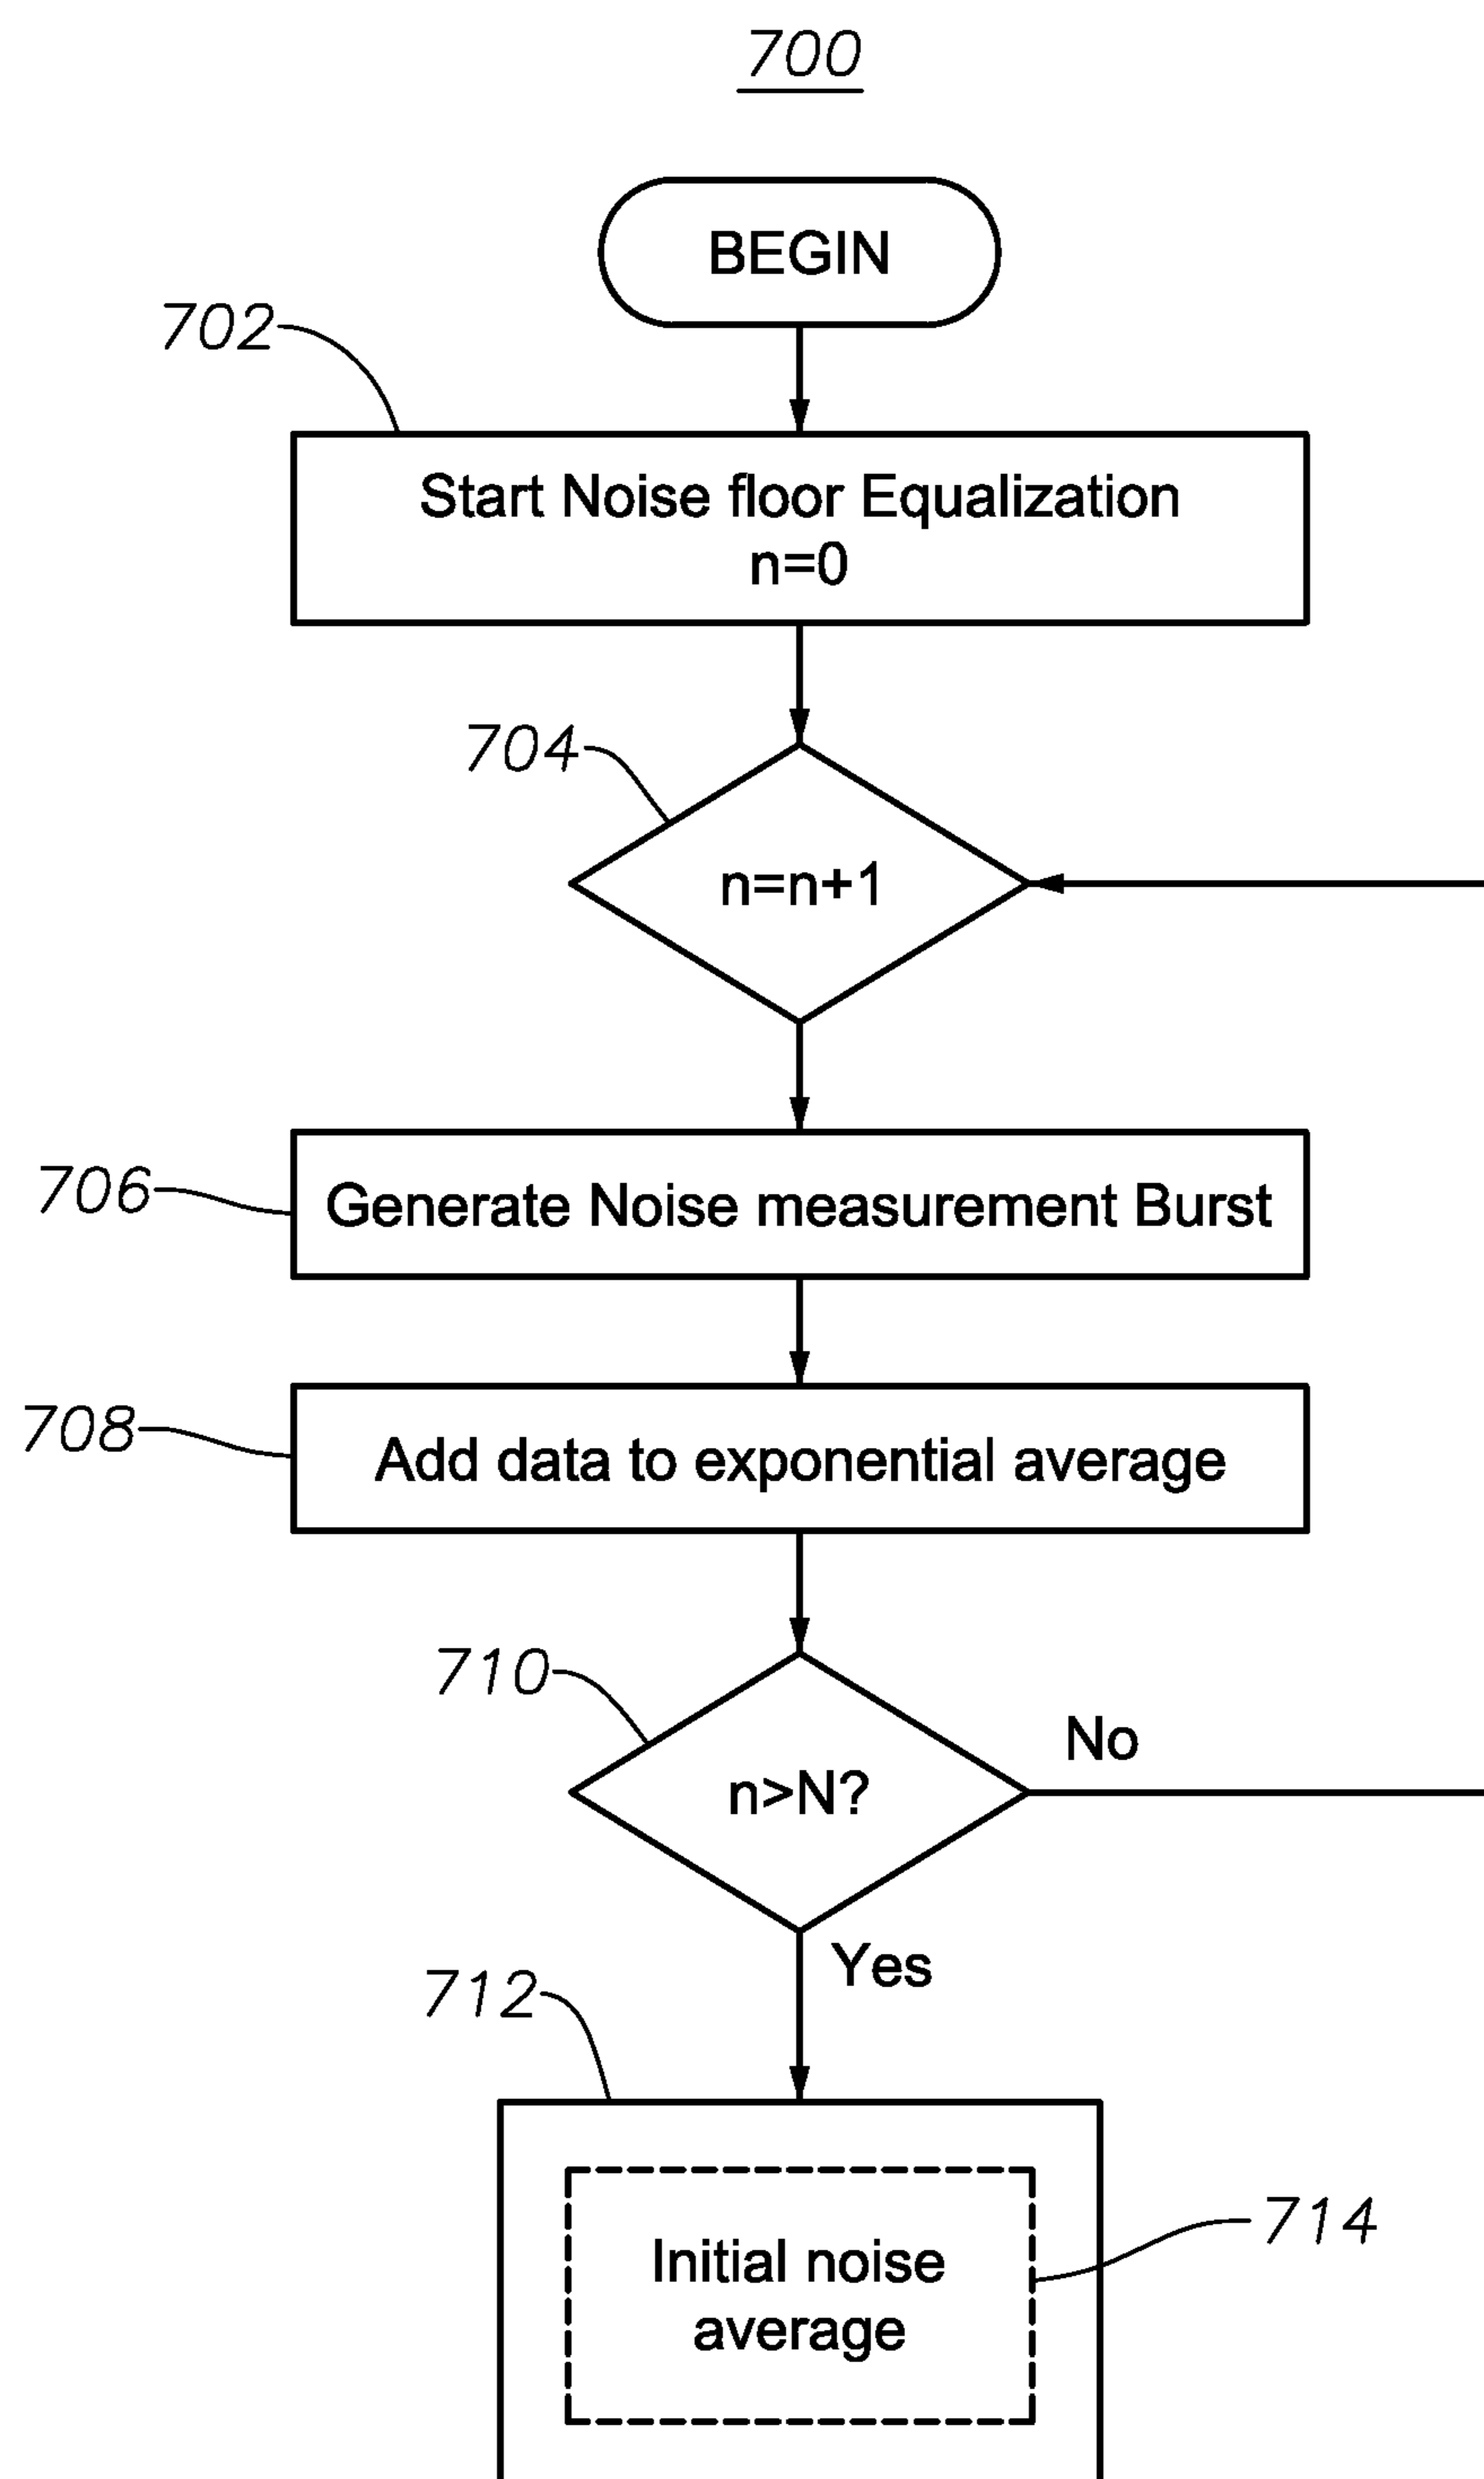 700
BEGIN
702
Start Noise floor Equalization
n=0
704
n=n+1
706
Generate Noise measurement Burst
708
Add data to exponential average
710
No
n>N?
Yes
712
714
Initial noise
average